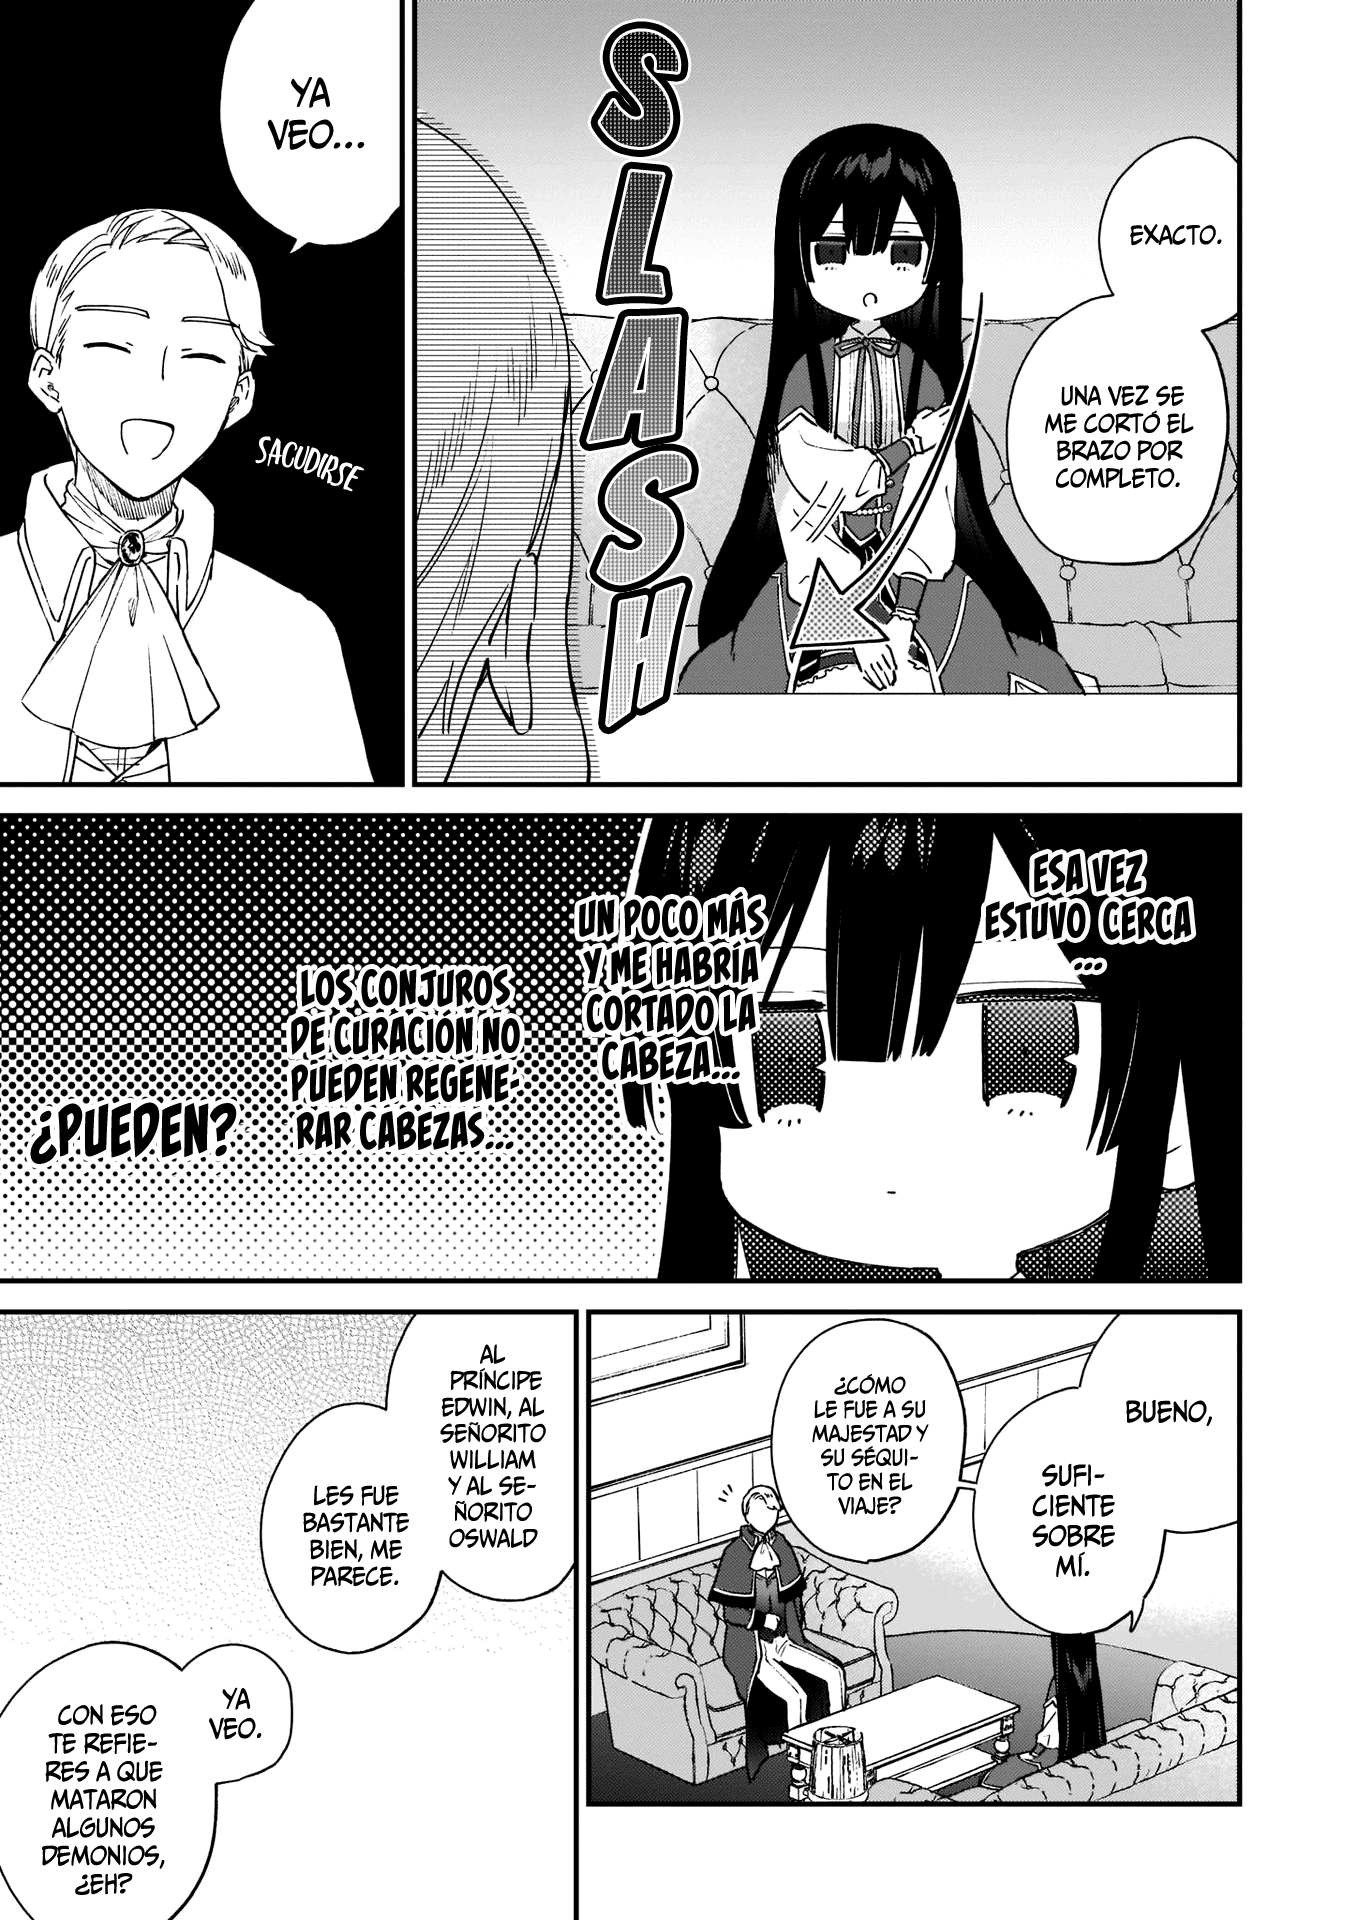 EXACTO.
UNA VEZ SE
ME CORTÓ EL
BRAZO POR
COMPLETO.
SLASH
YA
VEO...
SACUDIRSE
ESA VEZ
ESTUVO CERCA
...
UN POCO MÁS
Y ME HABRÍA
CORTADO LA
CABEZA...
LOS CONJUROS
DE CURACIÓN NO
PUEDEN REGENE-
RAR CABEZAS...
¿PUEDEN?
BUENO,
SUFI-
CIENTE
SOBRE
MÍ.
¿CÓMO
LE FUE A SU
MAJESTAD Y
SU SÉQUI-
TO EN EL
VIAJE?
AL
PRÍNCIPE
EDWIN, AL
SEÑORITO
WILLIAM
Y AL SE-
ÑORITO
OSWALD
LES FUE
BASTANTE
BIEN, ME
PARECE.
YA
VEO.
CON ESO
TE REFIE-
RES A QUE
MATARON
ALGUNOS
DEMONIOS,
¿EH?